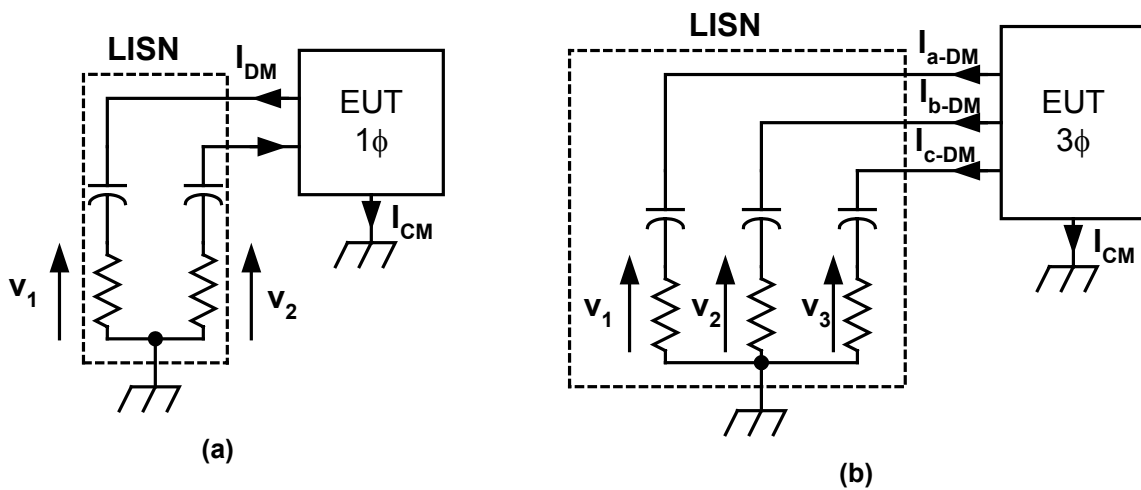 LISN
I_DM
EUT
1ϕ
I_CM
v_1
v_2
(a)
LISN
I_a-DM
I_b-DM
I_c-DM
EUT
3ϕ
I_CM
v_1
v_2
v_3
(b)